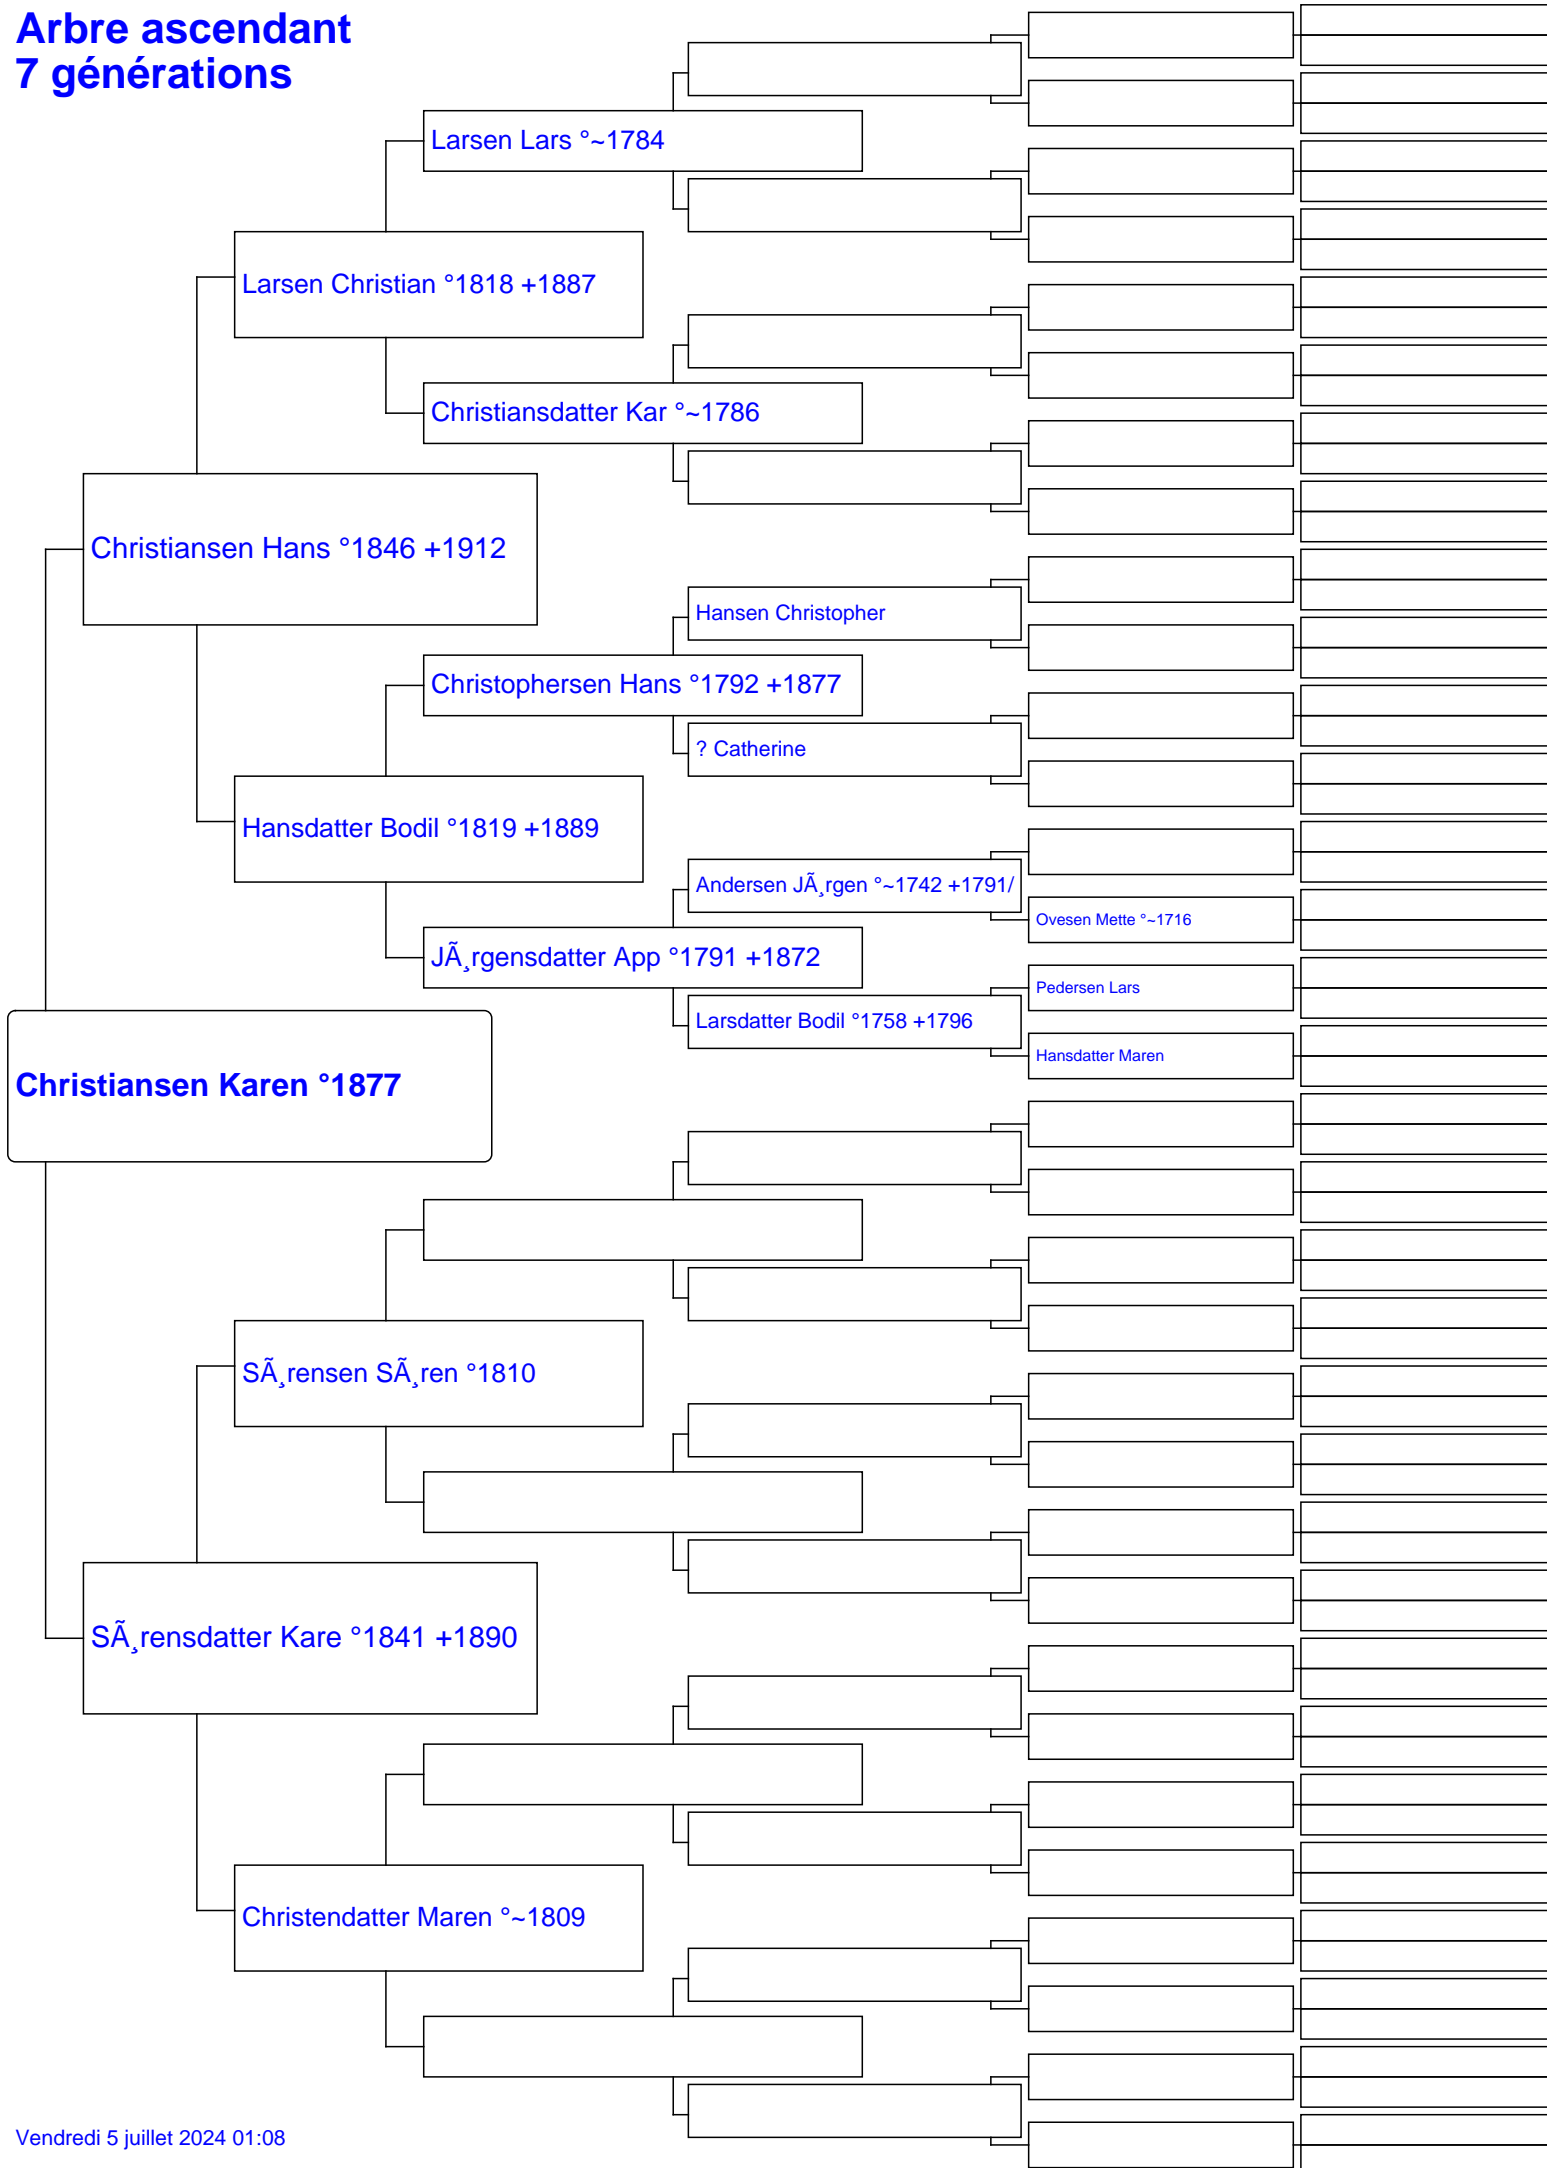 Arbre ascendant
7 générations
Larsen Lars °~1784
Larsen Christian °1818 +1887
Christiansdatter Kar °~1786
Christiansen Hans °1846 +1912
Hansen Christopher
Christophersen Hans °1792 +1877
? Catherine
Hansdatter Bodil °1819 +1889
Andersen JÃ¸rgen °~1742 +1791/
Ovesen Mette °~1716
JÃ¸rgensdatter App °1791 +1872
Pedersen Lars
Larsdatter Bodil °1758 +1796
Hansdatter Maren
Christiansen Karen °1877
SÃ¸rensen SÃ¸ren °1810
SÃ¸rensdatter Kare °1841 +1890
Christendatter Maren °~1809
Vendredi 5 juillet 2024 01:08